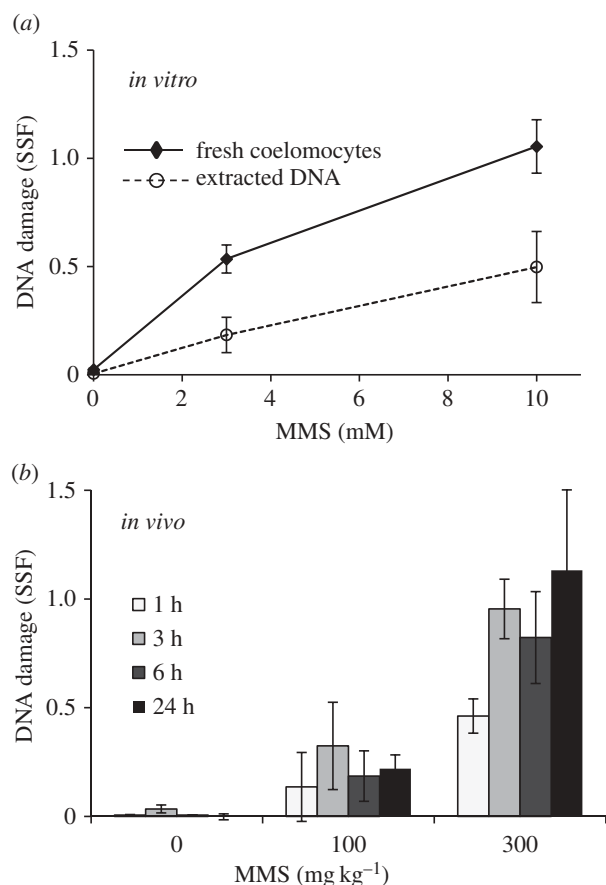 (a)
1.5
in vitro
1.0
fresh coelomocytes
extracted DNA
DNA damage (SSF)
0.5
0
0 2 4 6 8 10
MMS (mM)
(b)
1.5
in vivo
1.0
1 h
3 h
6 h
24 h
DNA damage (SSF)
0.5
0
0 100 300
MMS (mg kg⁻¹)